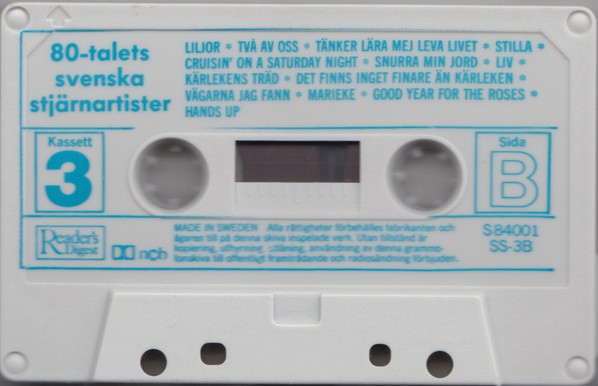 80-talets
svenska
stjärnartister
LILJOR • TVÅ AV OSS • TÄNKER LÄRA MEJ LEVA LIVET • STILLA •
CRUISIN' ON A SATURDAY NIGHT • SNURRA MIN JORD • LIV •
KÄRLEKENS TRÄD • DET FINNS INGET FINARE ÄN KÄRLEKEN •
VÄGARNA JAG FANN • MARIEKE • GOOD YEAR FOR THE ROSES •
HANDS UP
Kassett
3
Sida
B
Reader's
Digest
ncb
MADE IN SWEDEN Alla rättigheter förbehålles fabrikanten och
ägaren till på denna skiva inspelade verk. Utan tillstånd är
kopiering, uthyrning, utlåning, användning av denna grammo-
fonskiva till offentligt framträdande och radiosändning förbjuden.
S 84001
SS-3B